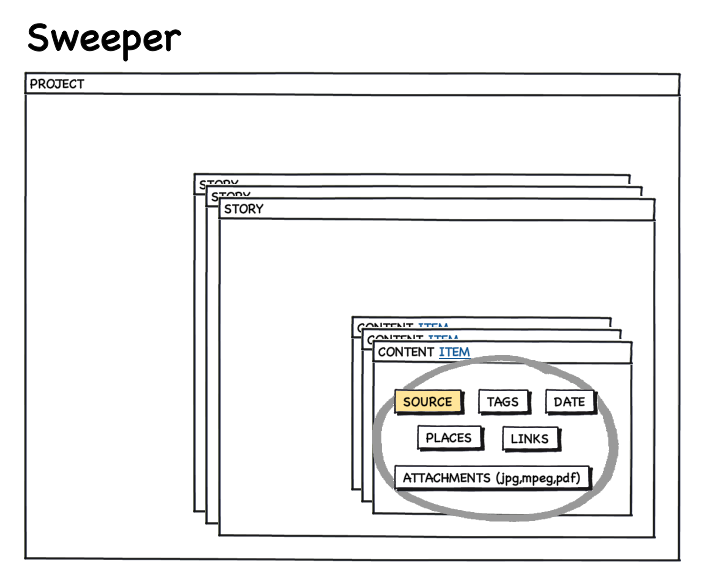 Sweeper
PROJECT
STORY
STORY
STORY
CONTENT ITEM
CONTENT ITEM
CONTENT ITEM
SOURCE
TAGS
DATE
PLACES
LINKS
ATTACHMENTS (jpg,mpeg,pdf)